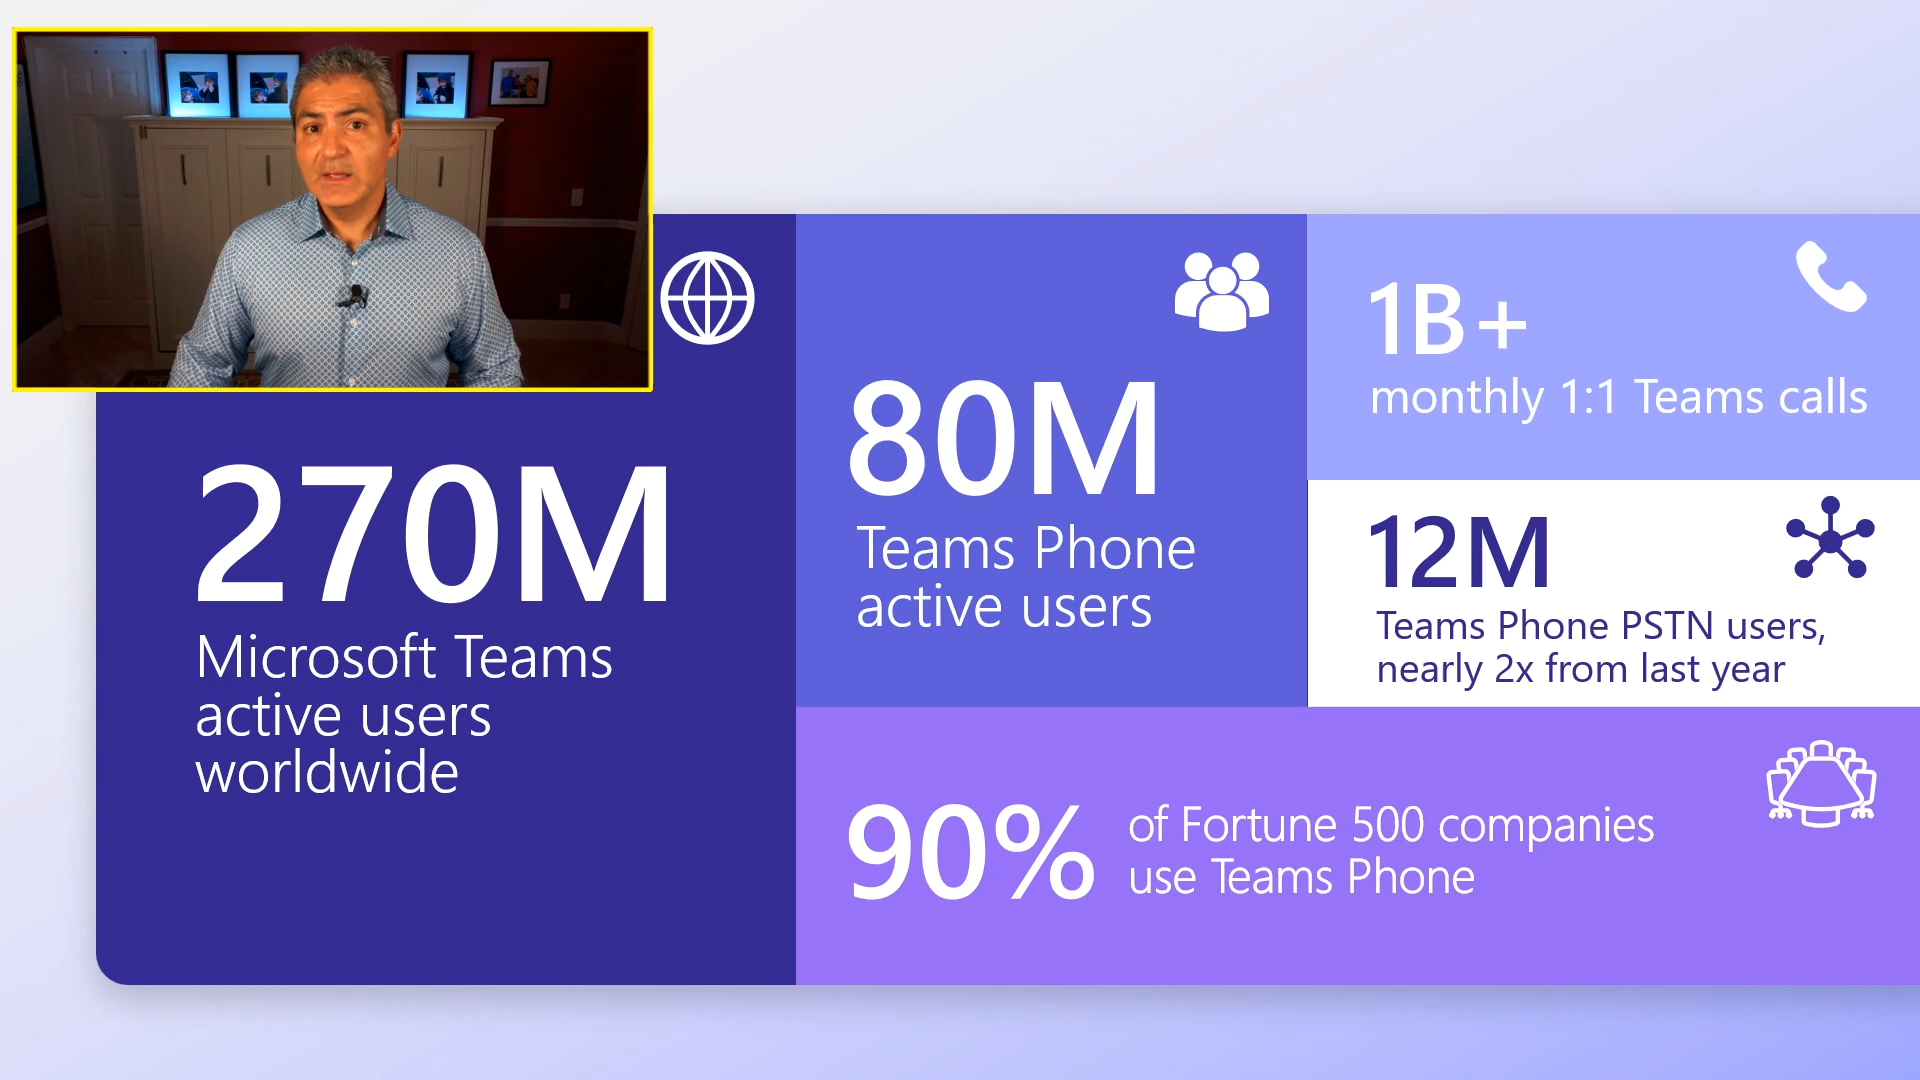 270M
Microsoft Teams
active users
worldwide
80M
Teams Phone
active users
1B+
monthly 1:1 Teams calls
12M
Teams Phone PSTN users,
nearly 2x from last year
90%
of Fortune 500 companies
use Teams Phone